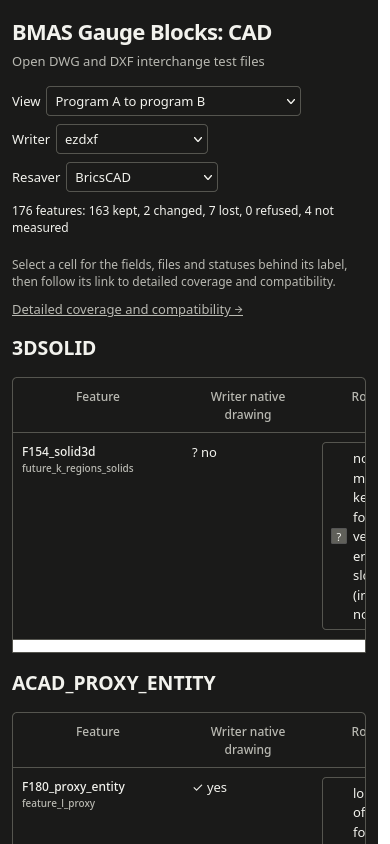 BMAS Gauge Blocks: CAD
Open DWG and DXF interchange test files
View Program A to program B
Writer ezdxf
Resaver BricsCAD
176 features: 163 kept, 2 changed, 7 lost, 0 refused, 4 not
measured
Select a cell for the fields, files and statuses behind its label,
then follow its link to detailed coverage and compatibility.
Detailed coverage and compatibility →
3DSOLID
Feature Writer native
drawing
F154_solid3d ? no
future_k_regions_solids
?
ACAD_PROXY_ENTITY
Feature Writer native
drawing
F180_proxy_entity ✓ yes
feature_l_proxy